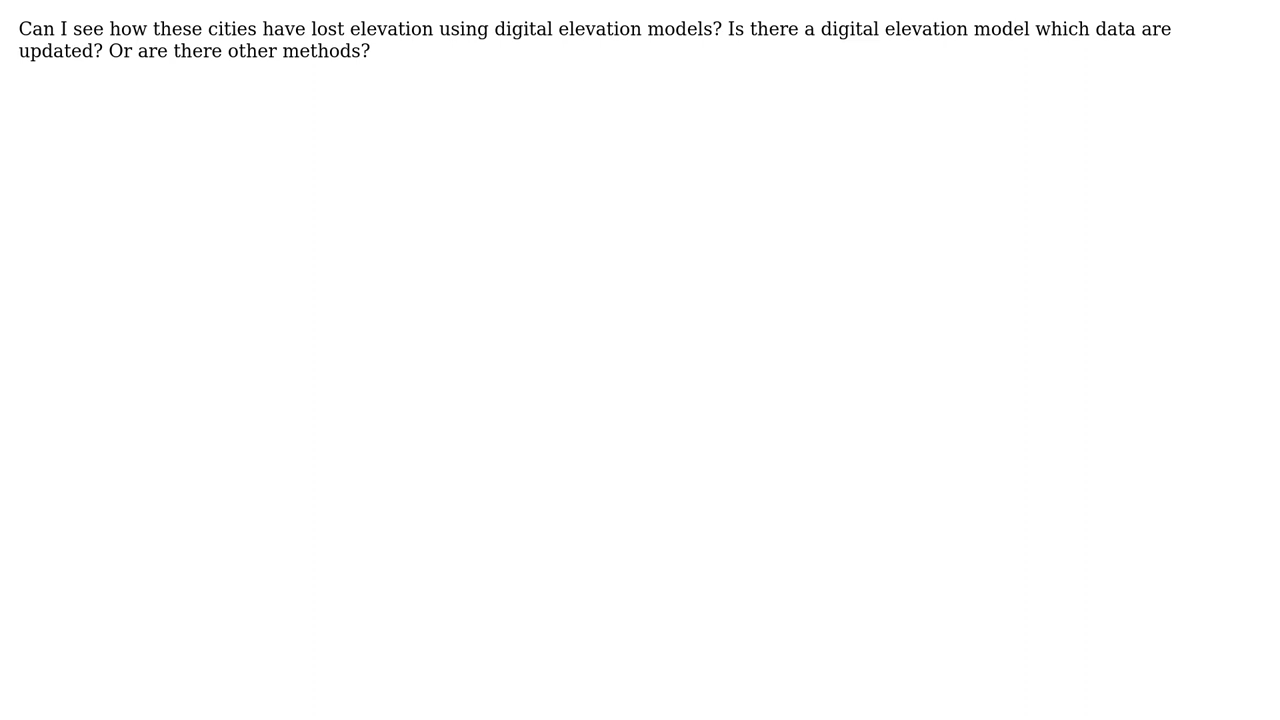 Can I see how these cities have lost elevation using digital elevation models? Is there a digital elevation model which data are
updated? Or are there other methods?